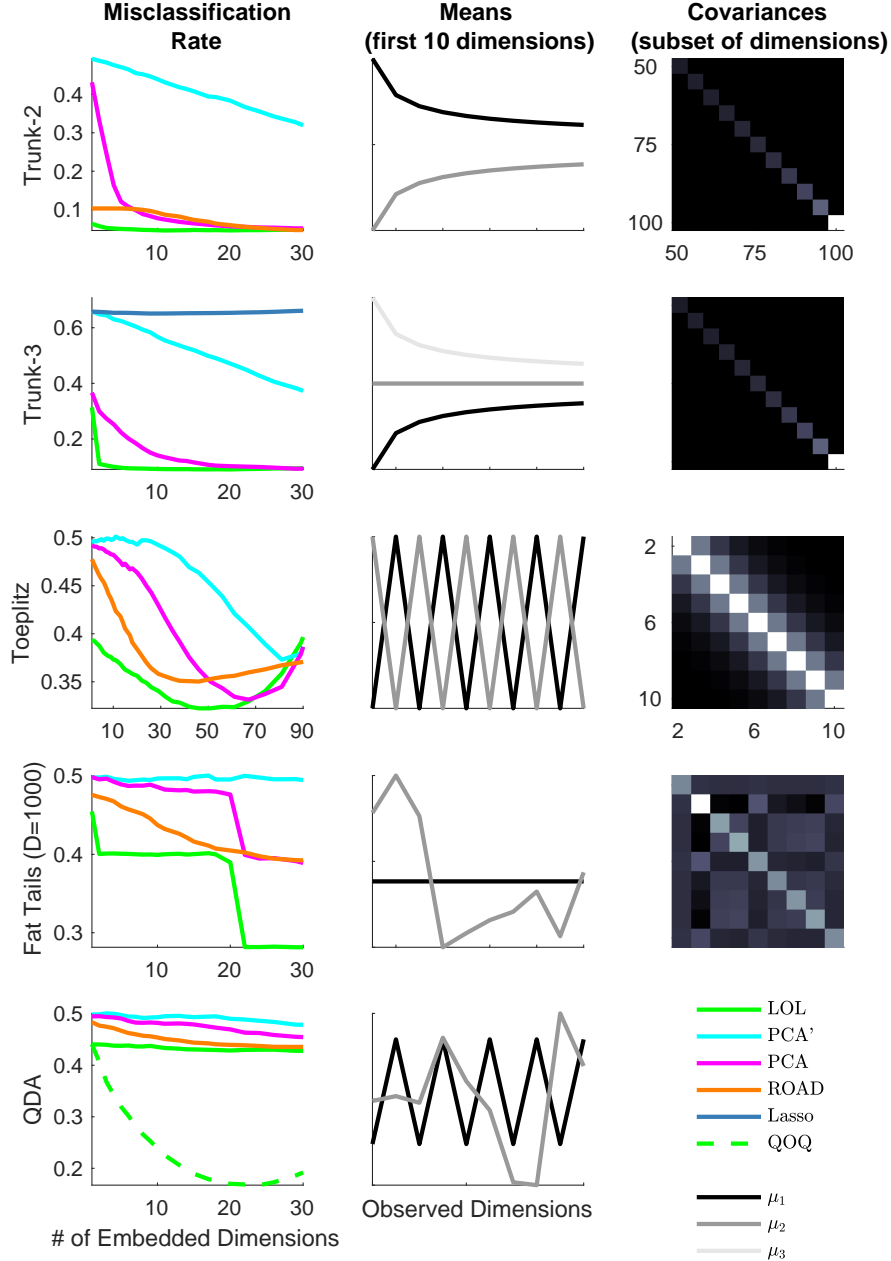 Misclassification
Rate
Means
(first 10 dimensions)
Covariances
(subset of dimensions)
Trunk-2
0.4
0.3
0.2
0.1
10
20
30
50
75
100
50
75
100
Trunk-3
0.6
0.4
0.2
10
20
30
Toeplitz
0.5
0.45
0.4
0.35
10
30
50
70
90
2
6
10
2
6
10
Fat Tails (D=1000)
0.5
0.4
0.3
10
20
30
QDA
0.5
0.4
0.3
0.2
10
20
30
# of Embedded Dimensions
Observed Dimensions
LOL
PCA'
PCA
ROAD
Lasso
QOQ
μ₁
μ₂
μ₃